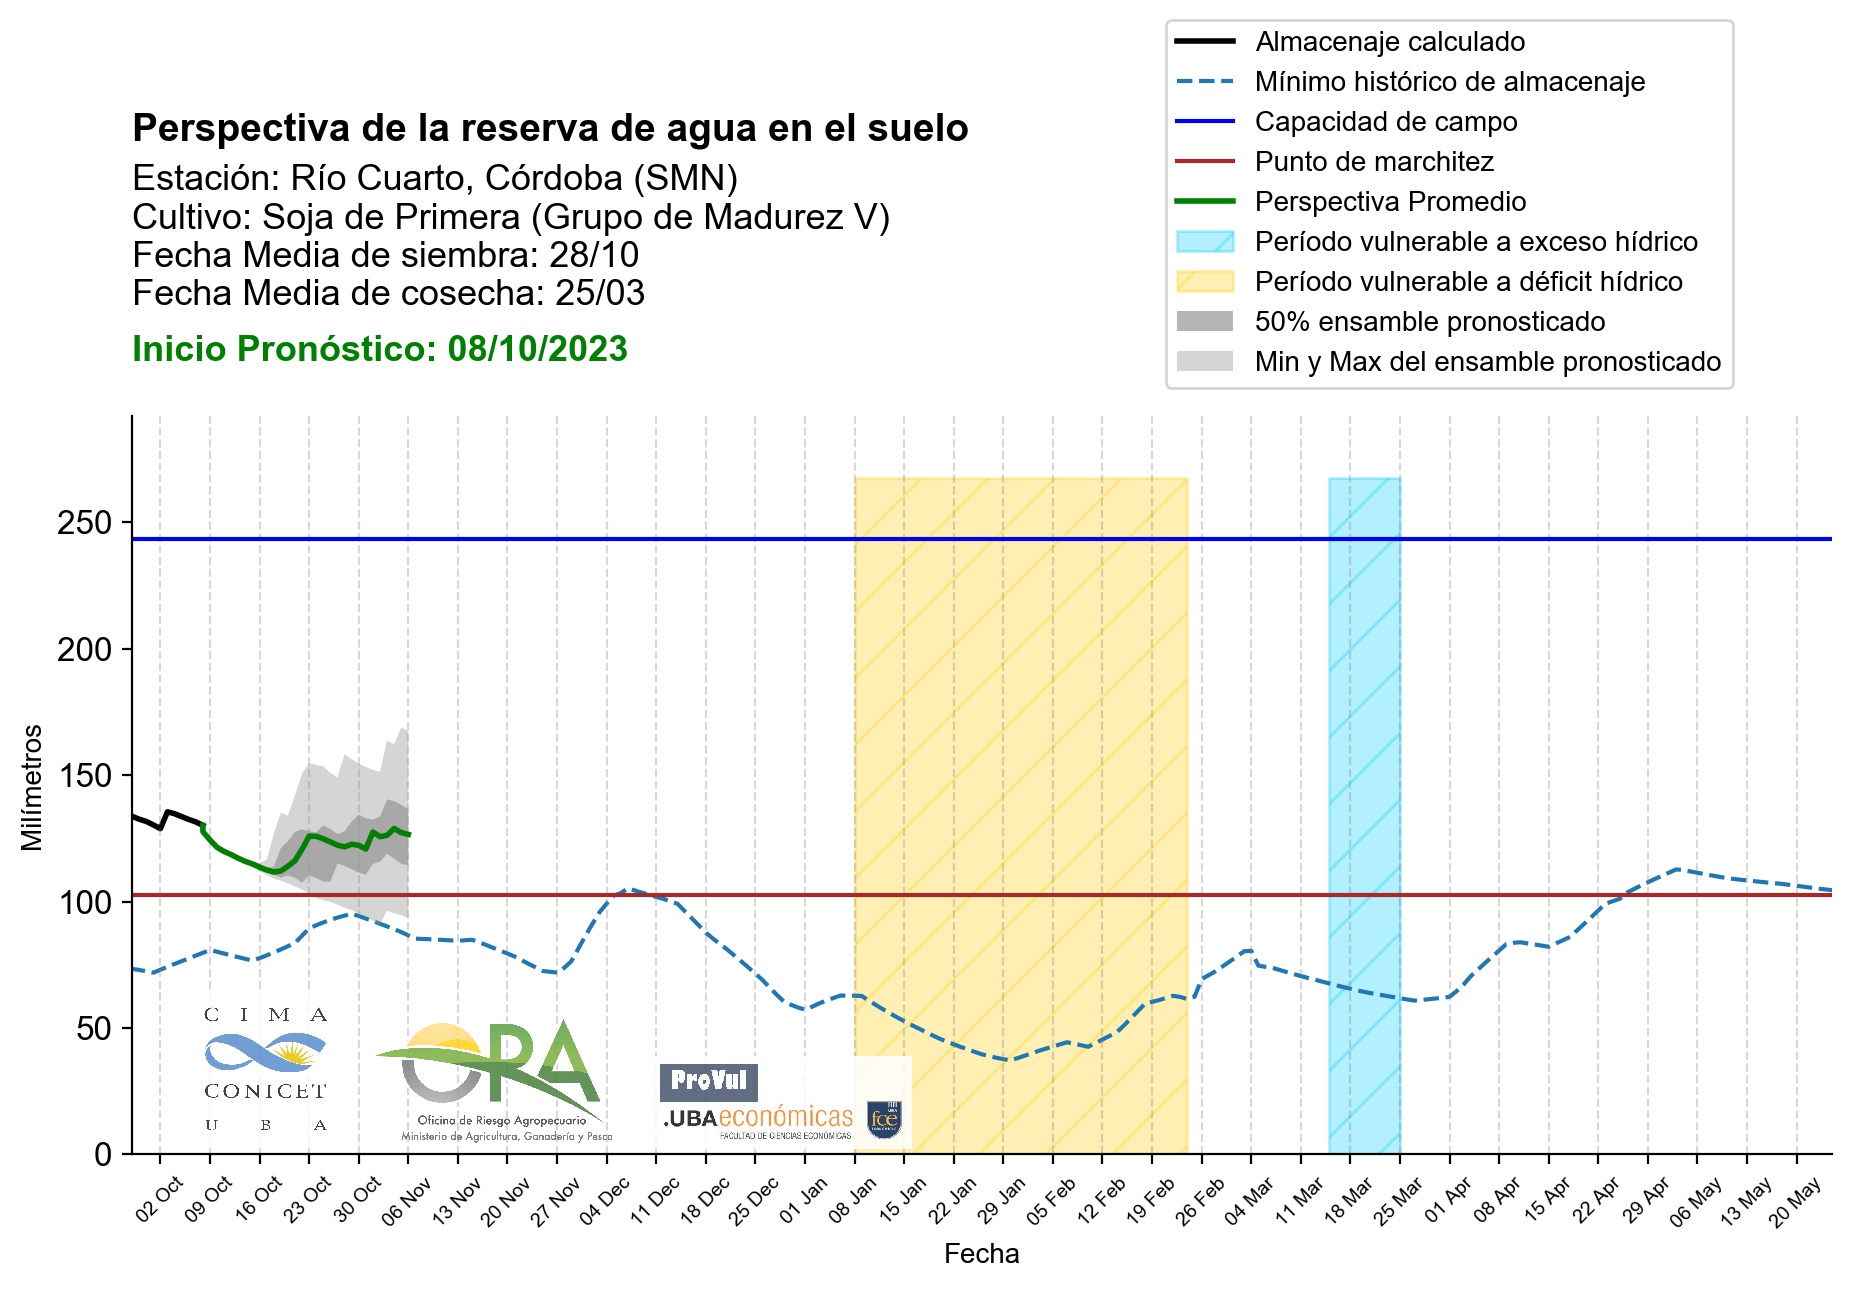 Almacenaje calculado
Mínimo histórico de almacenaje
Capacidad de campo
Punto de marchitez
Perspectiva Promedio
Período vulnerable a exceso hídrico
Período vulnerable a déficit hídrico
50% ensamble pronosticado
Min y Max del ensamble pronosticado
Perspectiva de la reserva de agua en el suelo
Estación: Río Cuarto, Córdoba (SMN)
Cultivo: Soja de Primera (Grupo de Madurez V)
Fecha Media de siembra: 28/10
Fecha Media de cosecha: 25/03
Inicio Pronóstico: 08/10/2023
Milímetros
250
200
150
100
50
0
CIMA
CONICET
UBA
ORA
Oficina de Riesgo Agropecuario
Ministerio de Agricultura, Ganadería y Pesca
ProVul
.UBAeconómicas
FACULTAD DE CIENCIAS ECONÓMICAS
fce
02 Oct
09 Oct
16 Oct
23 Oct
30 Oct
06 Nov
13 Nov
20 Nov
27 Nov
04 Dec
11 Dec
18 Dec
25 Dec
01 Jan
08 Jan
15 Jan
22 Jan
29 Jan
05 Feb
12 Feb
19 Feb
26 Feb
04 Mar
11 Mar
18 Mar
25 Mar
01 Apr
08 Apr
15 Apr
22 Apr
29 Apr
06 May
13 May
20 May
Fecha